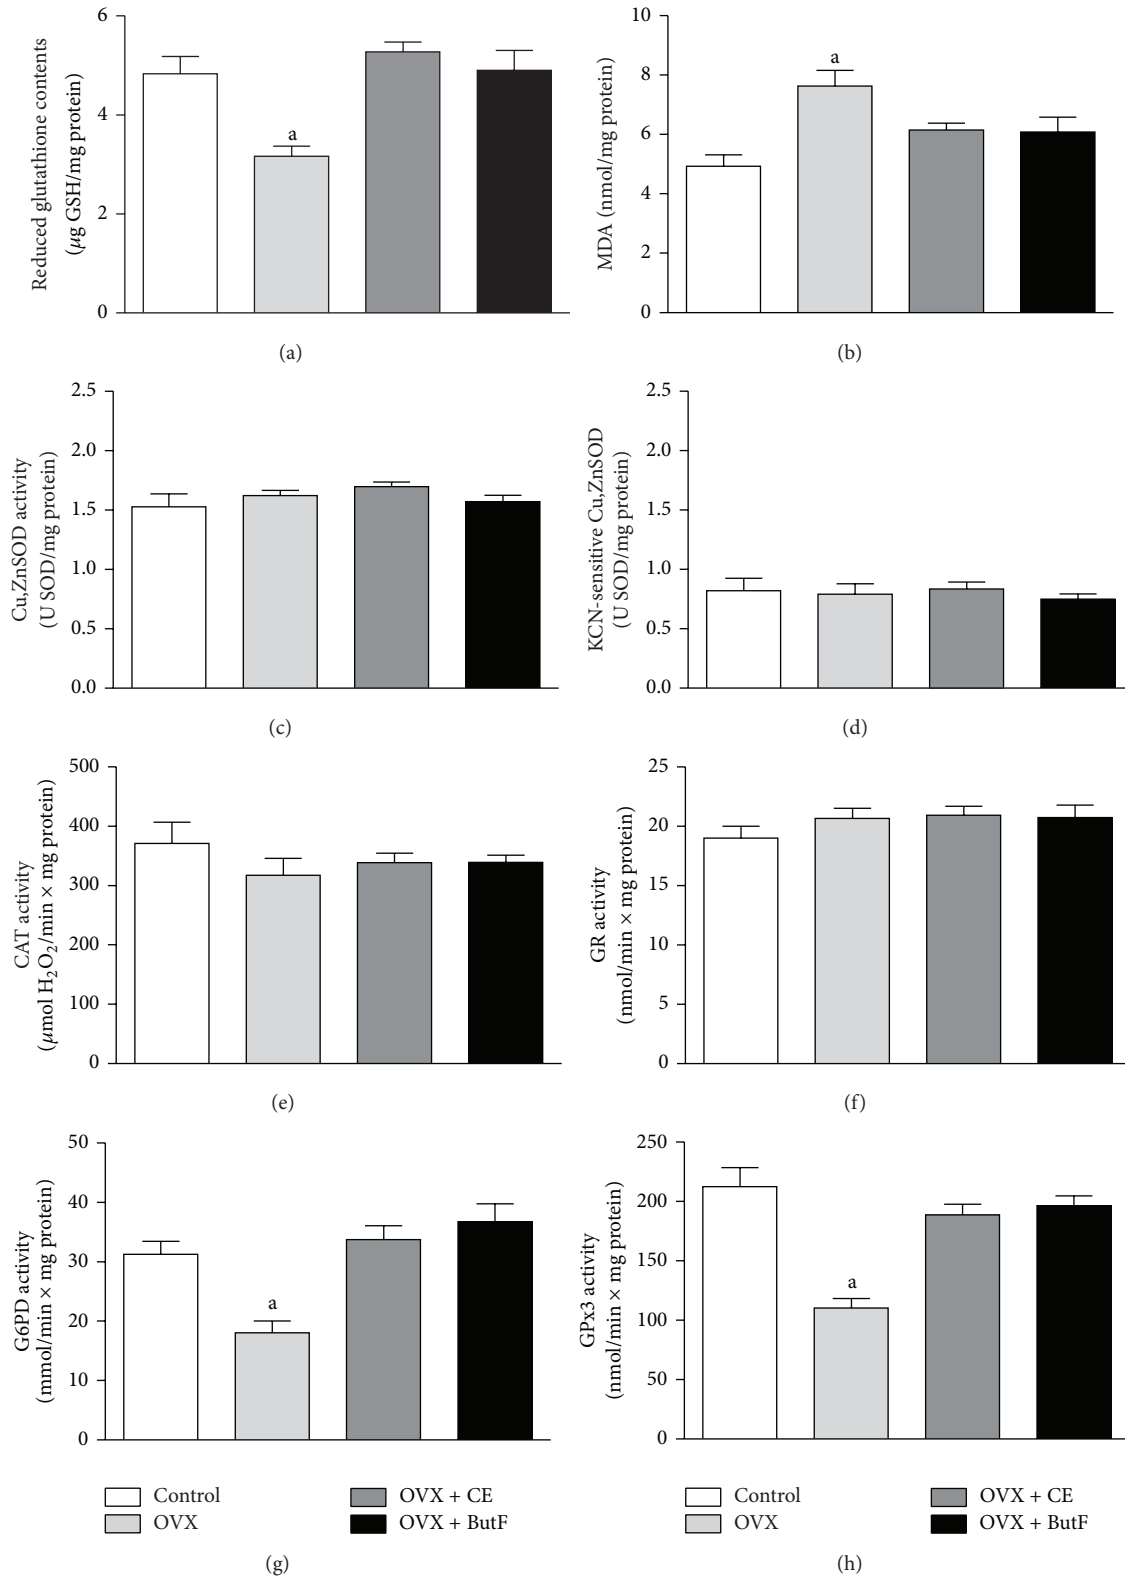 Reduced glutathione contents
(µg GSH/mg protein)
6
4
2
0
a
(a)
MDA (nmol/mg protein)
10
8
6
4
2
0
a
(b)
Cu,ZnSOD activity
(U SOD/mg protein)
2.5
2.0
1.5
1.0
0.5
0.0
(c)
KCN-sensitive Cu,ZnSOD
(U SOD/mg protein)
2.5
2.0
1.5
1.0
0.5
0.0
(d)
CAT activity
(µmol H₂O₂/min × mg protein)
500
400
300
200
100
0
(e)
GR activity
(nmol/min × mg protein)
25
20
15
10
5
0
(f)
G6PD activity
(mmol/min × mg protein)
50
40
30
20
10
0
a
Control
OVX
OVX + CE
OVX + ButF
(g)
GPx3 activity
(nmol/min × mg protein)
250
200
150
100
50
0
a
Control
OVX
OVX + CE
OVX + ButF
(h)